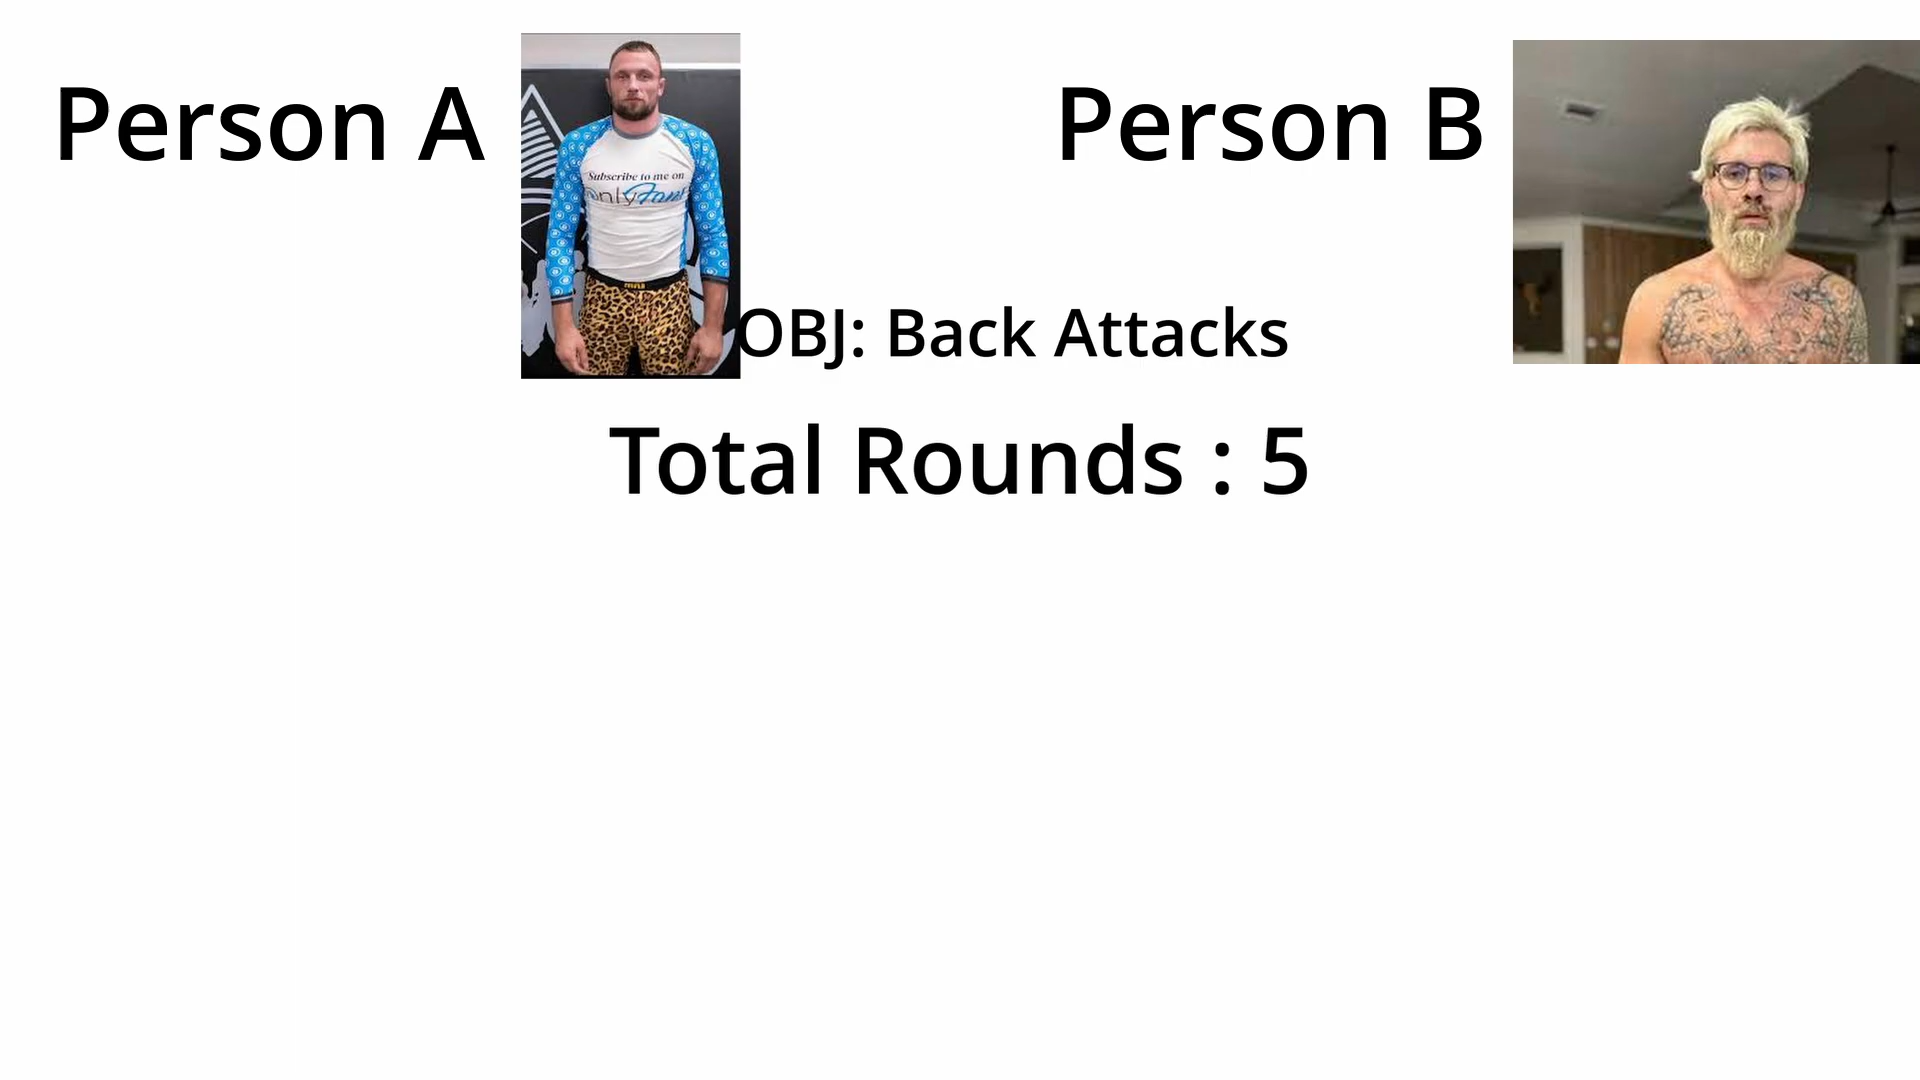 Person A
Person B
Subscribe to me on
onlyFans
OBJ: Back Attacks
Total Rounds : 5